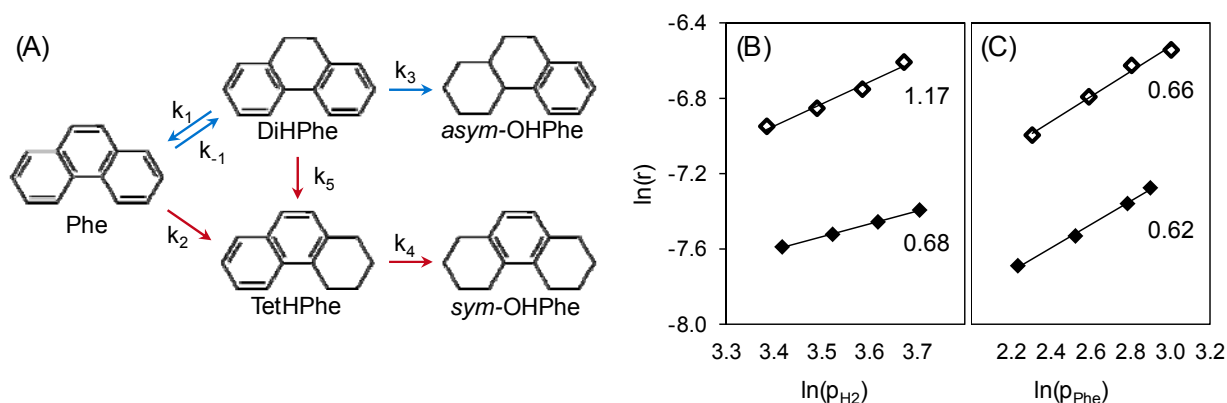 (A)
k₁
k₋₁
k₂
k₃
k₄
k₅
Phe
DiHPhe
asym-OHPhe
TetHPhe
sym-OHPhe
ln(r)
-6.4
-6.8
-7.2
-7.6
-8.0
(B)
1.17
0.68
3.3 3.4 3.5 3.6 3.7
ln(p_H2)
(C)
0.66
0.62
2.2 2.4 2.6 2.8 3.0 3.2
ln(p_Phe)